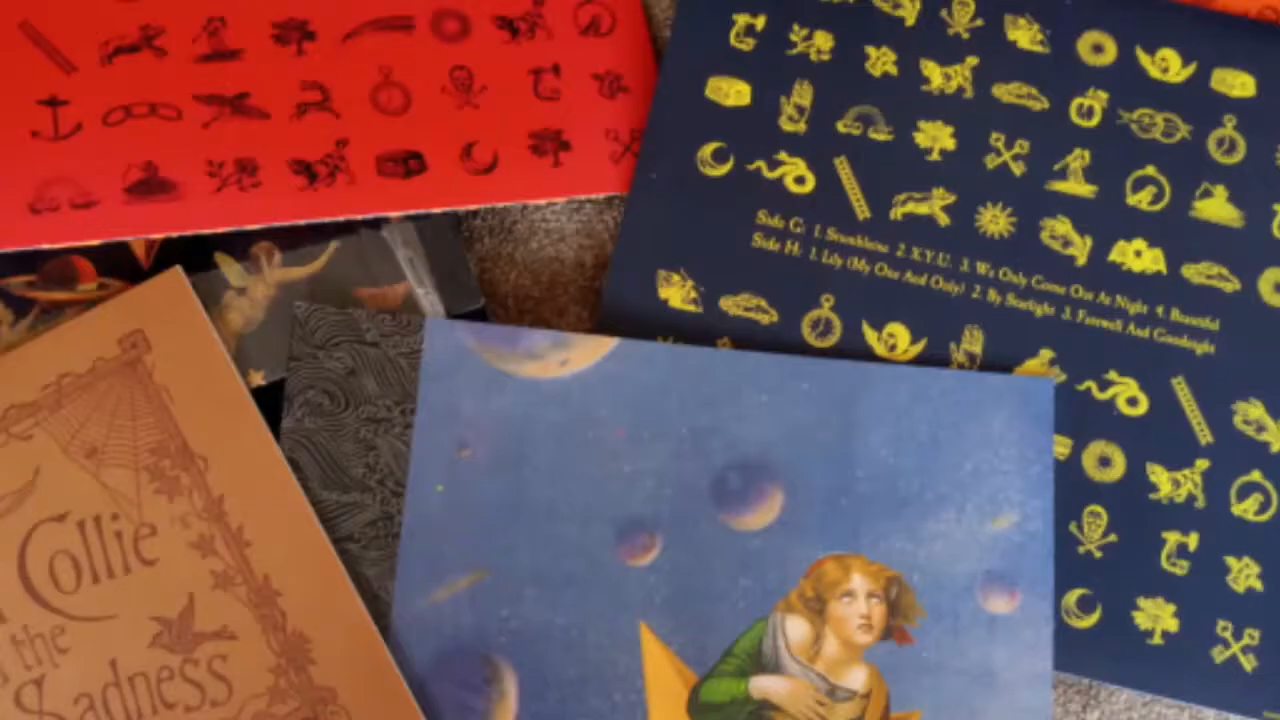 Side G: 1. Stumbleine 2. X.Y.U. 3. We Only Come Out At Night 4. Beautiful
Side H: 1. Lily (My One And Only) 2. By Starlight 3. Farewell And Goodnight
Collie
the
Sadness